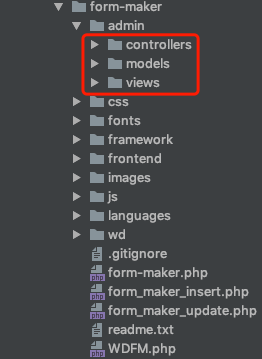 form-maker
admin
controllers
models
views
css
fonts
framework
frontend
images
js
languages
wd
.gitignore
form-maker.php
form_maker_insert.php
form_maker_update.php
readme.txt
WDFM.php